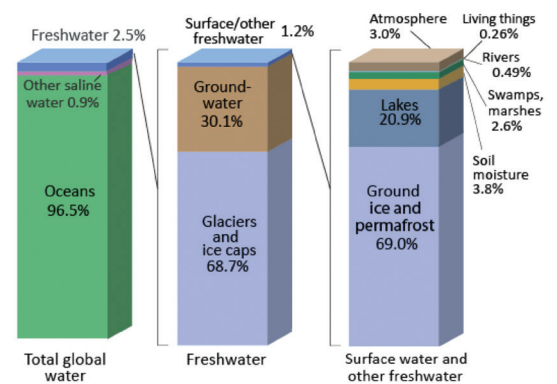 Freshwater 2.5%
Other saline
water 0.9%
Oceans
96.5%
Total global
water
Surface/other
freshwater
1.2%
Ground-
water
30.1%
Glaciers
and
ice caps
68.7%
Freshwater
Atmosphere
3.0%
Living things
0.26%
Rivers
0.49%
Swamps,
marshes
2.6%
Soil
moisture
3.8%
Lakes
20.9%
Ground
ice and
permafrost
69.0%
Surface water and
other freshwater